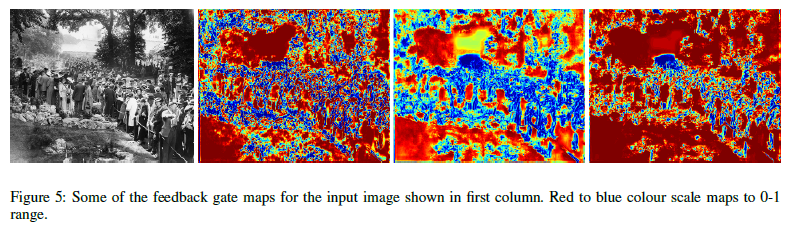 Figure 5: Some of the feedback gate maps for the input image shown in first column. Red to blue colour scale maps to 0-1
range.